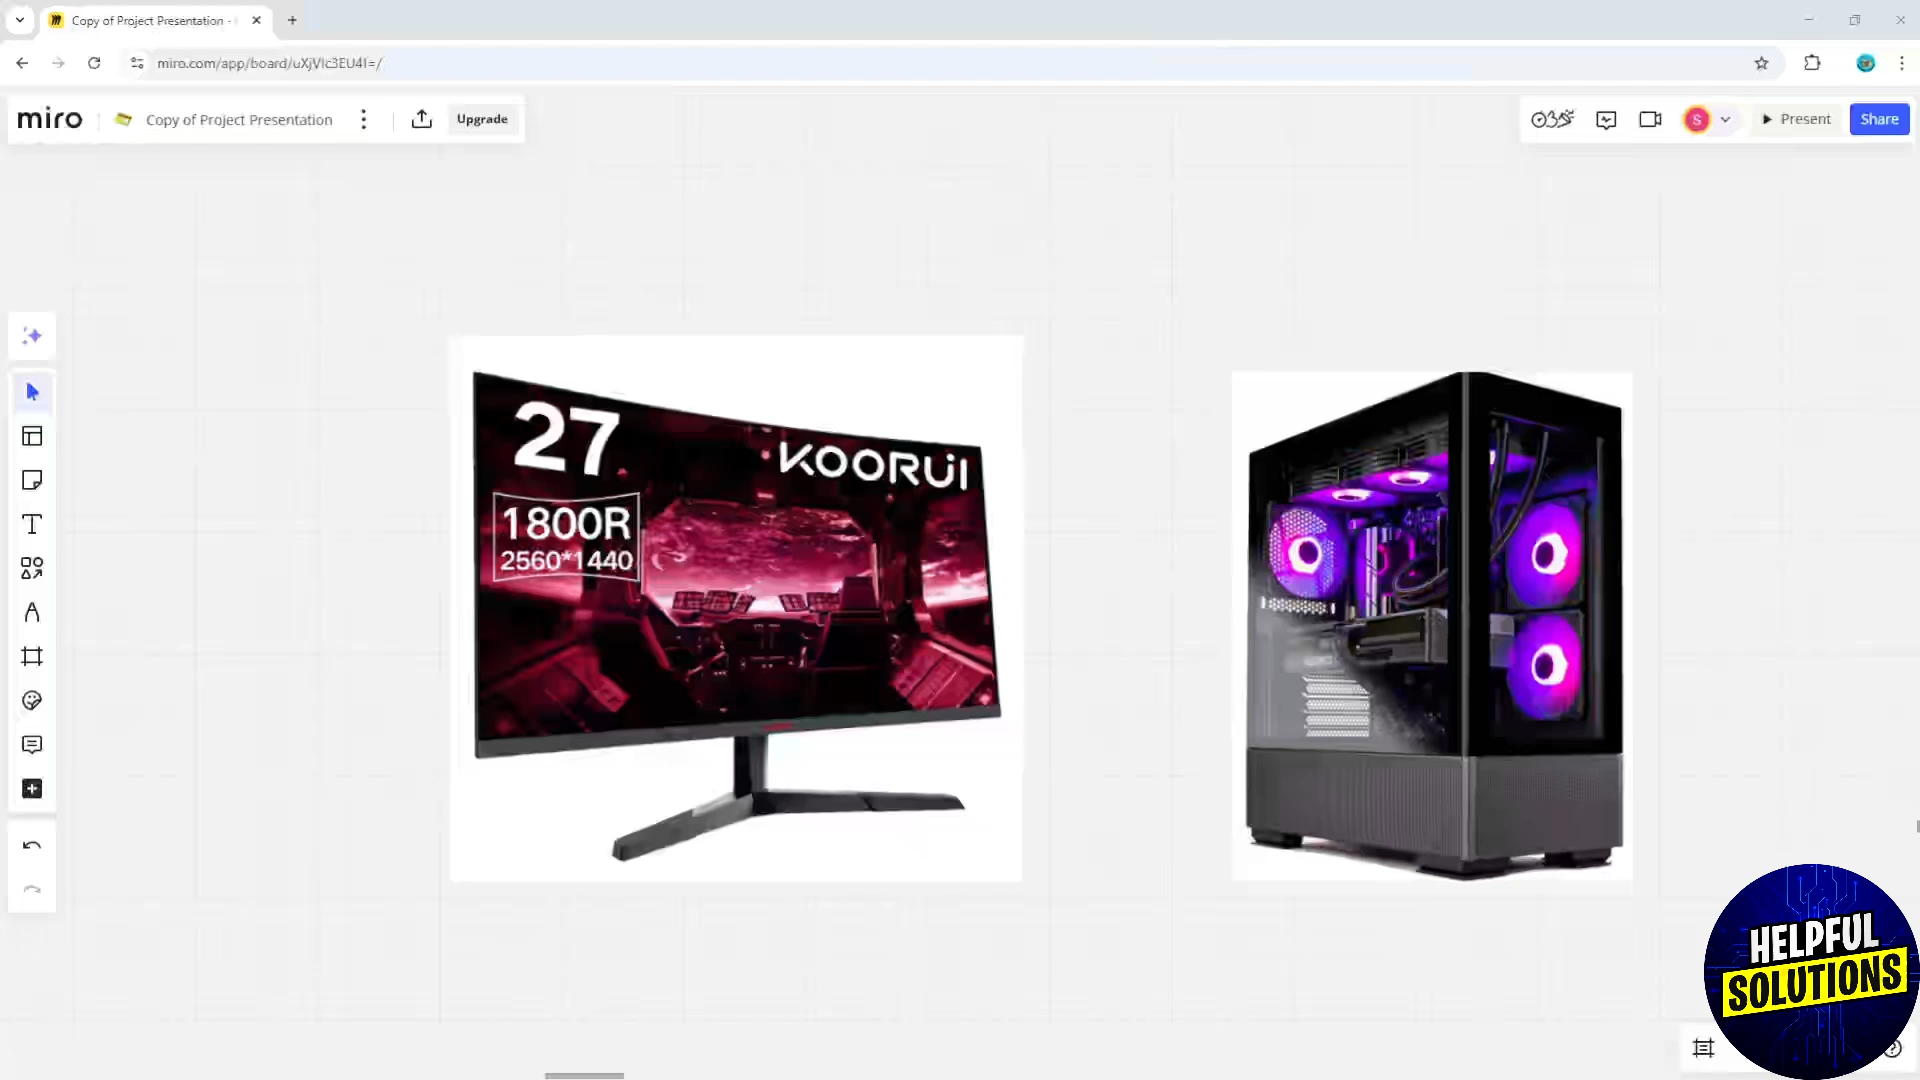 Copy of Project Presentation -
miro.com/app/board/uXjVIc3EU4I=/
miro
Copy of Project Presentation
Upgrade
S
Present
Share
27
KOORUI
1800R
2560*1440
HELPFUL
SOLUTIONS